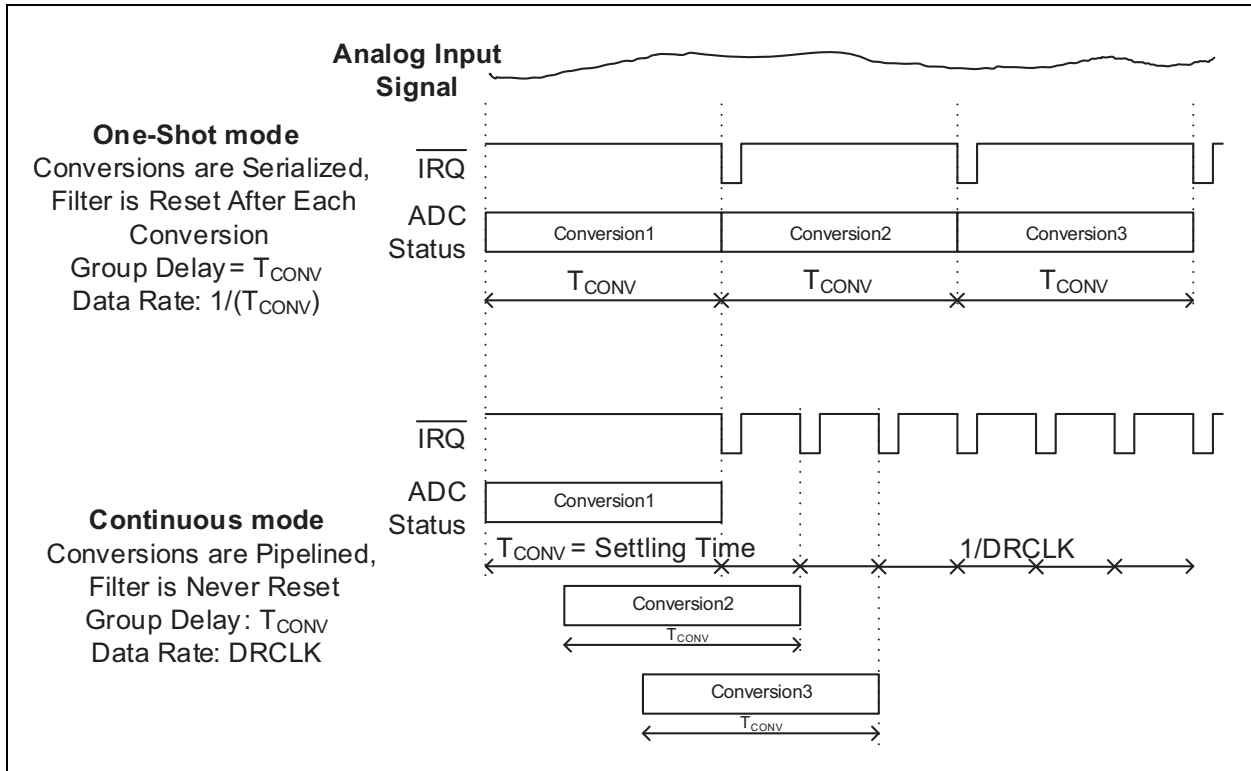 Analog Input
Signal
One-Shot mode
Conversions are Serialized,
Filter is Reset After Each
Conversion
Group Delay = TCONV
Data Rate: 1/(TCONV)
IRQ
ADC
Status
Conversion1
Conversion2
Conversion3
TCONV
TCONV
TCONV
IRQ
ADC
Status
Conversion1
Continuous mode
Conversions are Pipelined,
Filter is Never Reset
Group Delay: TCONV
Data Rate: DRCLK
TCONV = Settling Time
1/DRCLK
Conversion2
TCONV
Conversion3
TCONV